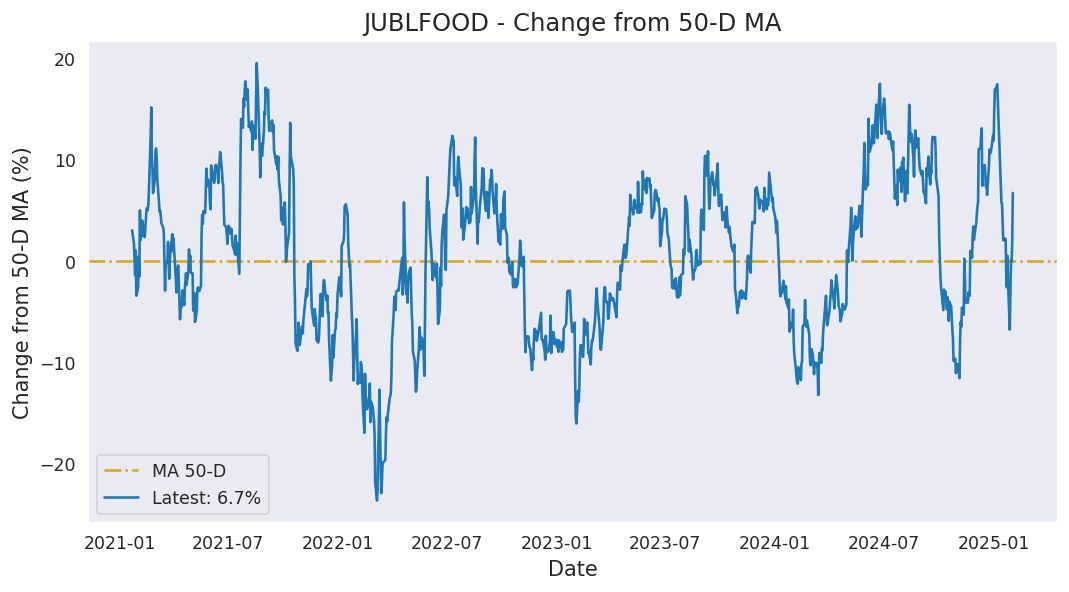 JUBLFOOD - Change from 50-D MA
Change from 50-D MA (%)
20
10
0
−10
−20
MA 50-D
Latest: 6.7%
2021-01 2021-07 2022-01 2022-07 2023-01 2023-07 2024-01 2024-07 2025-01
Date